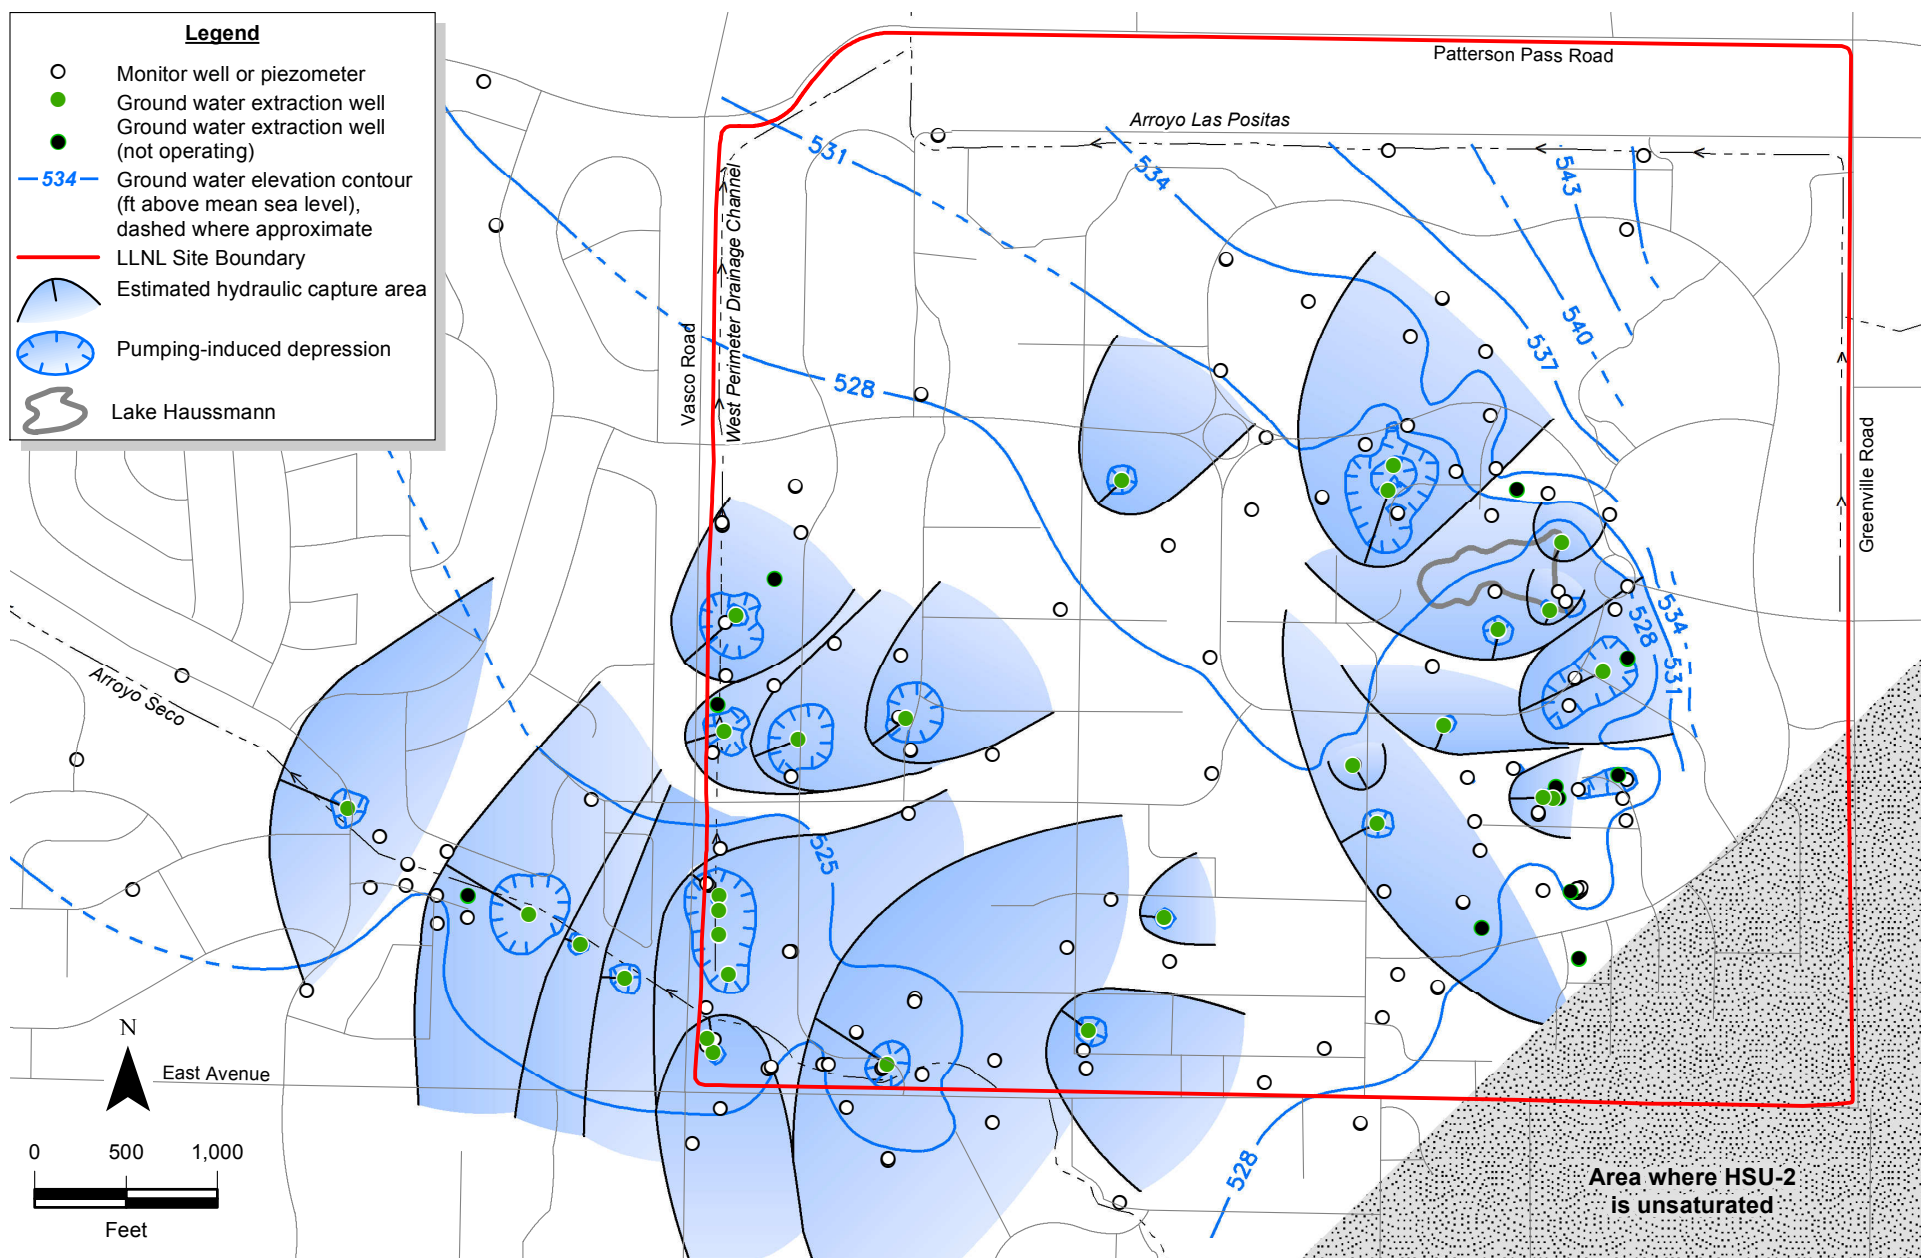 Legend
Monitor well or piezometer
Ground water extraction well
Ground water extraction well
(not operating)
534
Ground water elevation contour
(ft above mean sea level),
dashed where approximate
LLNL Site Boundary
Estimated hydraulic capture area
Pumping-induced depression
Lake Haussmann
Patterson Pass Road
Arroyo Las Positas
531
534
543
540
537
528
Vasco Road
West Perimeter Drainage Channel
Greenville Road
534
528
531
Arroyo Seco
525
N
East Avenue
0 500 1,000
Feet
528
Area where HSU-2
is unsaturated